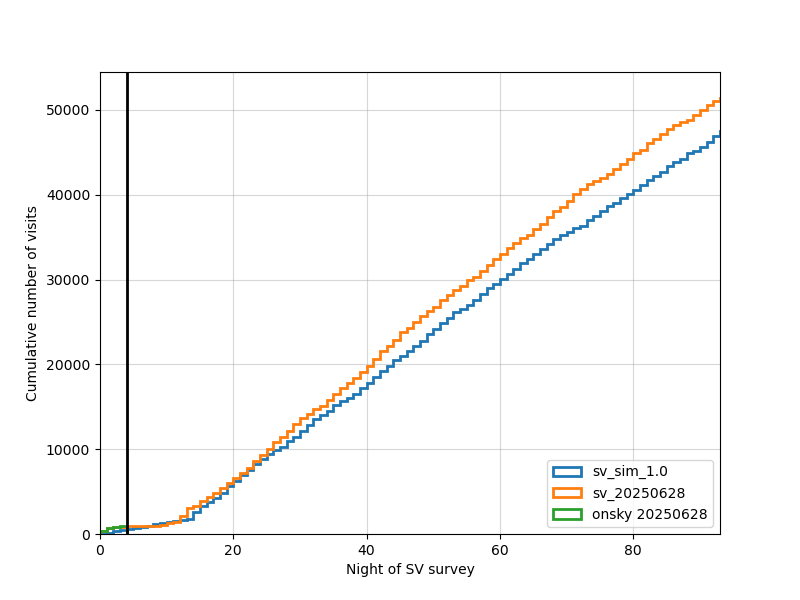 50000
40000
30000
20000
10000
0
Cumulative number of visits
0 20 40 60 80
Night of SV survey
sv_sim_1.0
sv_20250628
onsky 20250628